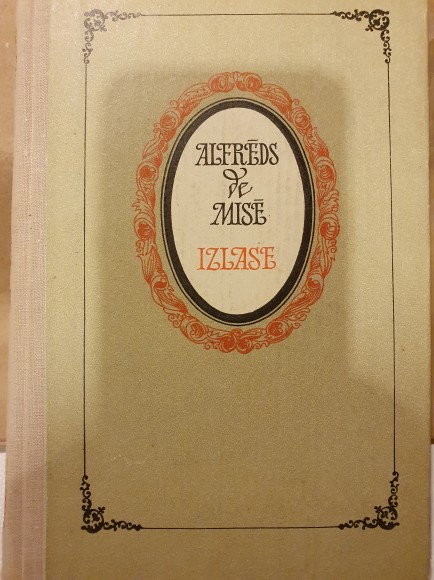 ALFRĒDS
de
MISĒ
IZLASE